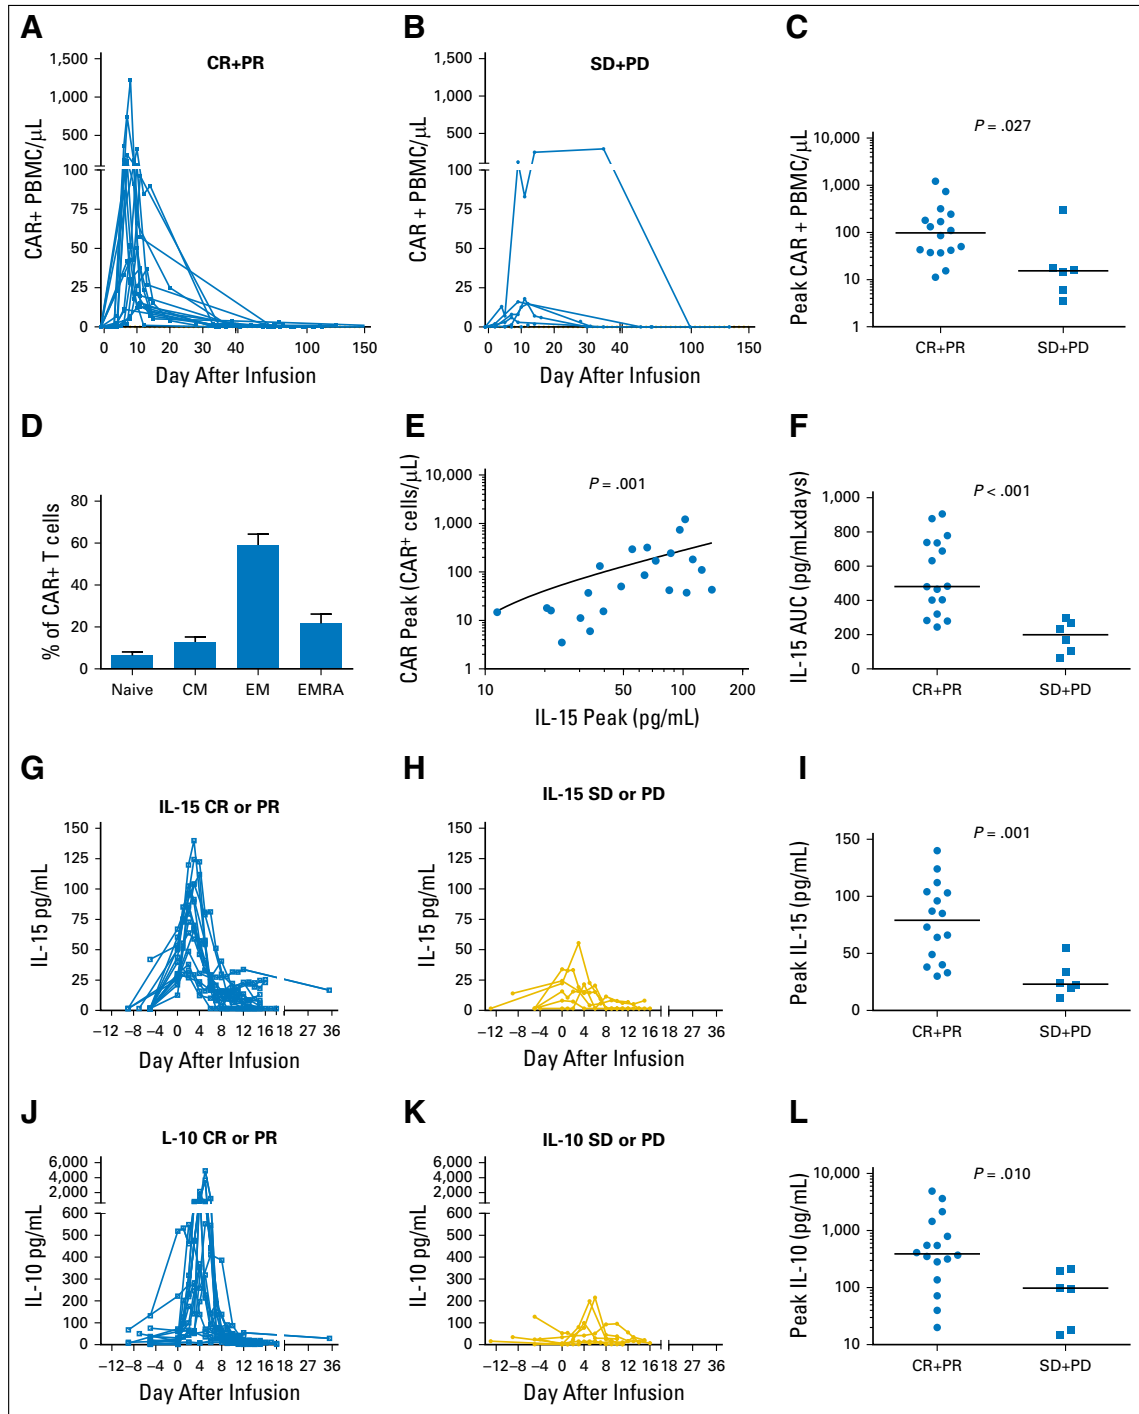 A
CR+PR
CAR+ PBMC/μL
1,500
1,000
500
100
75
50
25
0
0 10 20 30 40 100 150
Day After Infusion
B
SD+PD
CAR + PBMC/μL
1,500
1,000
500
100
75
50
25
0
0 10 20 30 40 100 150
Day After Infusion
C
P = .027
Peak CAR + PBMC/μL
10,000
1,000
100
10
1
CR+PR SD+PD
D
% of CAR+ T cells
80
60
40
20
0
Naive CM EM EMRA
E
P = .001
CAR Peak (CAR+ cells/μL)
10,000
1,000
100
10
1
10 50 100 200
IL-15 Peak (pg/mL)
F
P < .001
IL-15 AUC (pg/mLxdays)
1,000
800
600
400
200
0
CR+PR SD+PD
G
IL-15 CR or PR
IL-15 pg/mL
150
125
100
75
50
25
0
−12 −8 −4 0 4 8 12 16 18 27 36
Day After Infusion
H
IL-15 SD or PD
IL-15 pg/mL
150
125
100
75
50
25
0
−12 −8 −4 0 4 8 12 16 18 27 36
Day After Infusion
I
P = .001
Peak IL-15 (pg/mL)
150
100
50
0
CR+PR SD+PD
J
L-10 CR or PR
IL-10 pg/mL
6,000
4,000
2,000
600
500
400
300
200
100
0
−12 −8 −4 0 4 8 12 16 18 27 36
Day After Infusion
K
IL-10 SD or PD
IL-10 pg/mL
6,000
4,000
2,000
600
500
400
300
200
100
0
−12 −8 −4 0 4 8 12 16 18 27 36
Day After Infusion
L
P = .010
Peak IL-10 (pg/mL)
10,000
1,000
100
10
CR+PR SD+PD